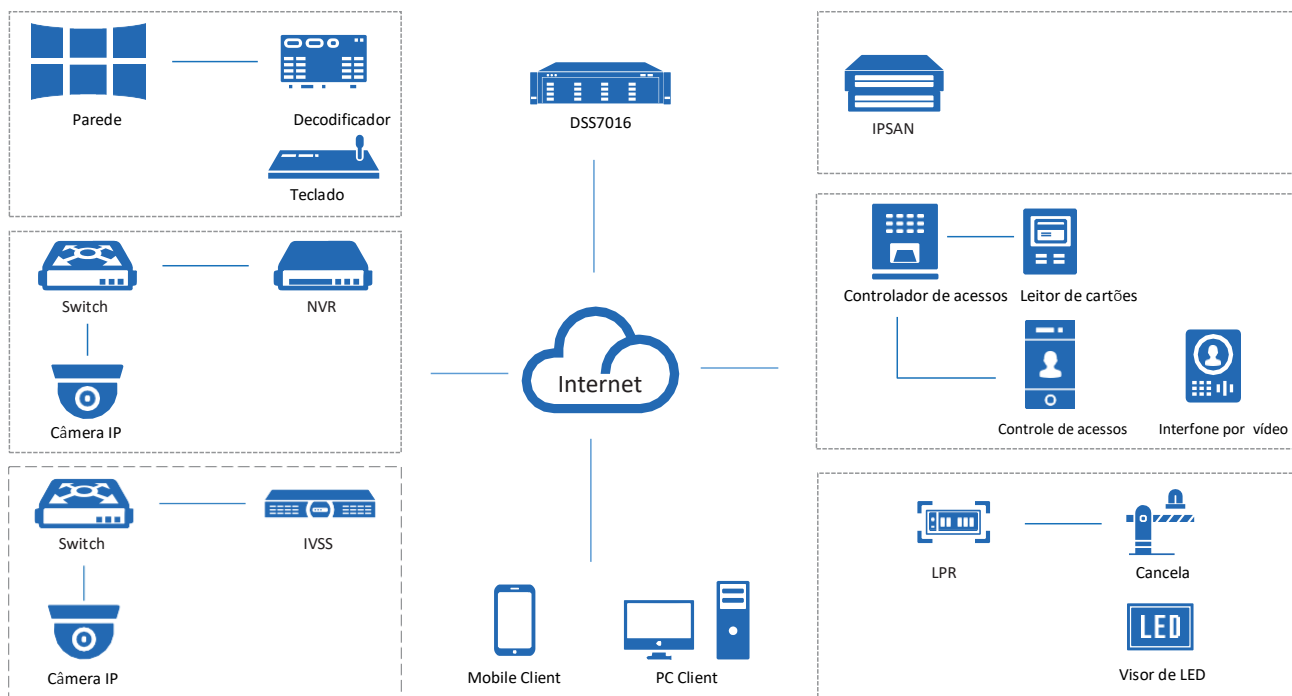 Parede
Decodificador
Teclado
DSS7016
IPSAN
Switch
NVR
Câmera IP
Internet
Controlador de acessos
Leitor de cartões
Controle de acessos
Interfone por vídeo
Switch
IVSS
Câmera IP
Mobile Client
PC Client
LPR
Cancela
LED
Visor de LED